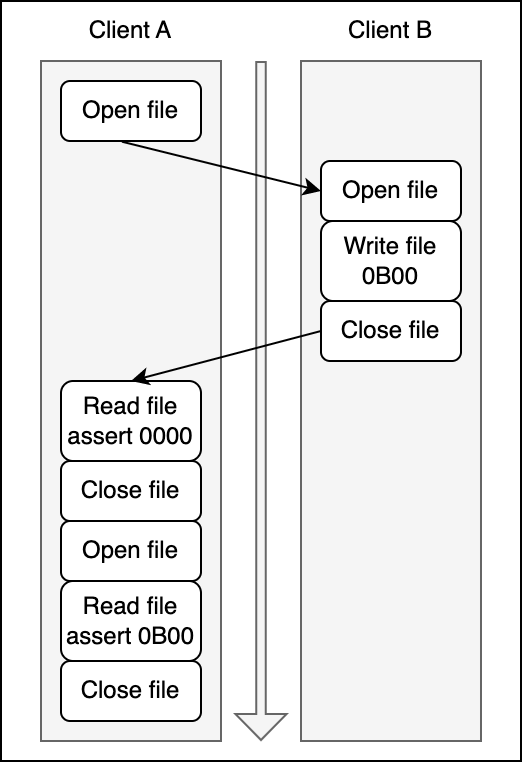 Client A
Client B
Open file
Open file
Write file
0B00
Close file
Read file
assert 0000
Close file
Open file
Read file
assert 0B00
Close file